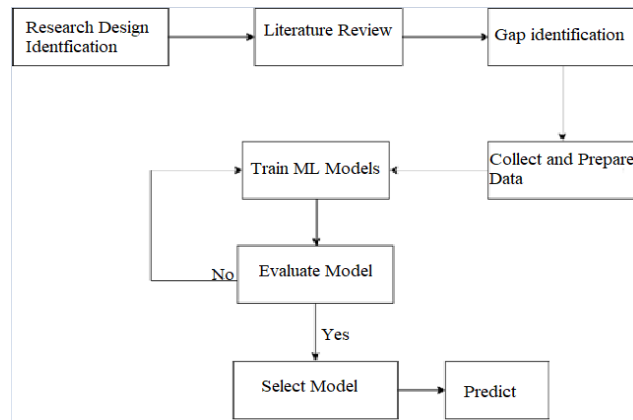 Research Design
Identfication
Literature Review
Gap identification
Collect and Prepare
Data
Train ML Models
Evaluate Model
No
Yes
Select Model
Predict